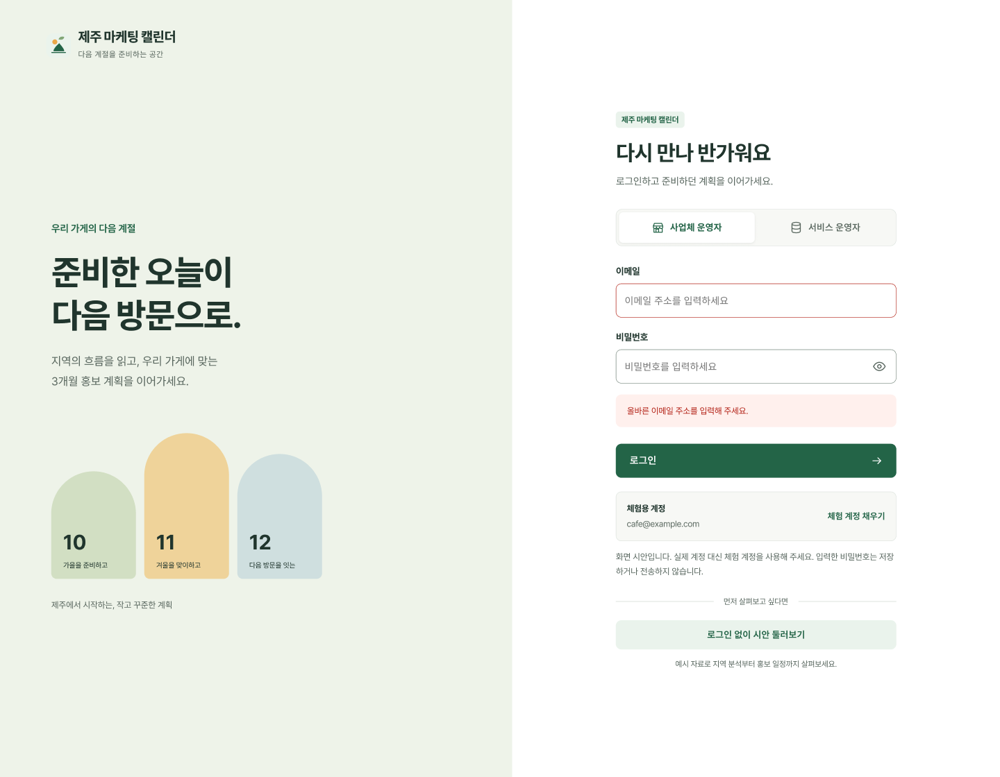 제주 마케팅 캘린더
다음 계절을 준비하는 공간
우리 가게의 다음 계절
준비한 오늘이
다음 방문으로.
지역의 흐름을 읽고, 우리 가게에 맞는
3개월 홍보 계획을 이어가세요.
10
가을을 준비하고
11
겨울을 맞이하고
12
다음 방문을 잇는
제주에서 시작하는, 작고 꾸준한 계획
제주 마케팅 캘린더
다시 만나 반가워요
로그인하고 준비하던 계획을 이어가세요.
사업체 운영자
서비스 운영자
이메일
이메일 주소를 입력하세요
비밀번호
비밀번호를 입력하세요
올바른 이메일 주소를 입력해 주세요.
로그인
체험용 계정
cafe@example.com
체험 계정 채우기
화면 시안입니다. 실제 계정 대신 체험 계정을 사용해 주세요. 입력한 비밀번호는 저장
하거나 전송하지 않습니다.
먼저 살펴보고 싶다면
로그인 없이 시안 둘러보기
예시 자료로 지역 분석부터 홍보 일정까지 살펴보세요.